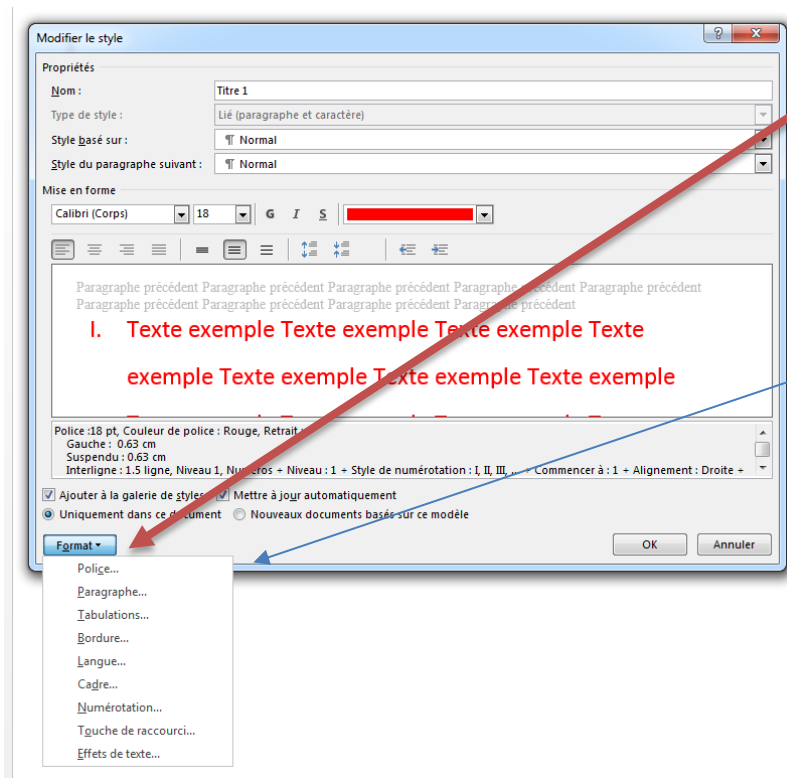 Modifier le style
Propriétés
Nom : Titre 1
Type de style : Lié (paragraphe et caractère)
Style basé sur : ¶ Normal
Style du paragraphe suivant : ¶ Normal
Mise en forme
Calibri (Corps) 18 G I S
Paragraphe précédent Paragraphe précédent Paragraphe précédent Paragraphe précédent Paragraphe précédent
Paragraphe précédent Paragraphe précédent Paragraphe précédent Paragraphe précédent
I. Texte exemple Texte exemple Texte exemple Texte
exemple Texte exemple Texte exemple Texte exemple
Police :18 pt, Couleur de police : Rouge, Retrait :
Gauche : 0.63 cm
Suspendu : 0.63 cm
Interligne : 1.5 ligne, Niveau 1, Numéros + Niveau : 1 + Style de numérotation : I, II, III, ... + Commencer à : 1 + Alignement : Droite +
Ajouter à la galerie de styles Mettre à jour automatiquement
Uniquement dans ce document Nouveaux documents basés sur ce modèle
Format OK Annuler
Police...
Paragraphe...
Tabulations...
Bordure...
Langue...
Cadre...
Numérotation...
Touche de raccourci...
Effets de texte...